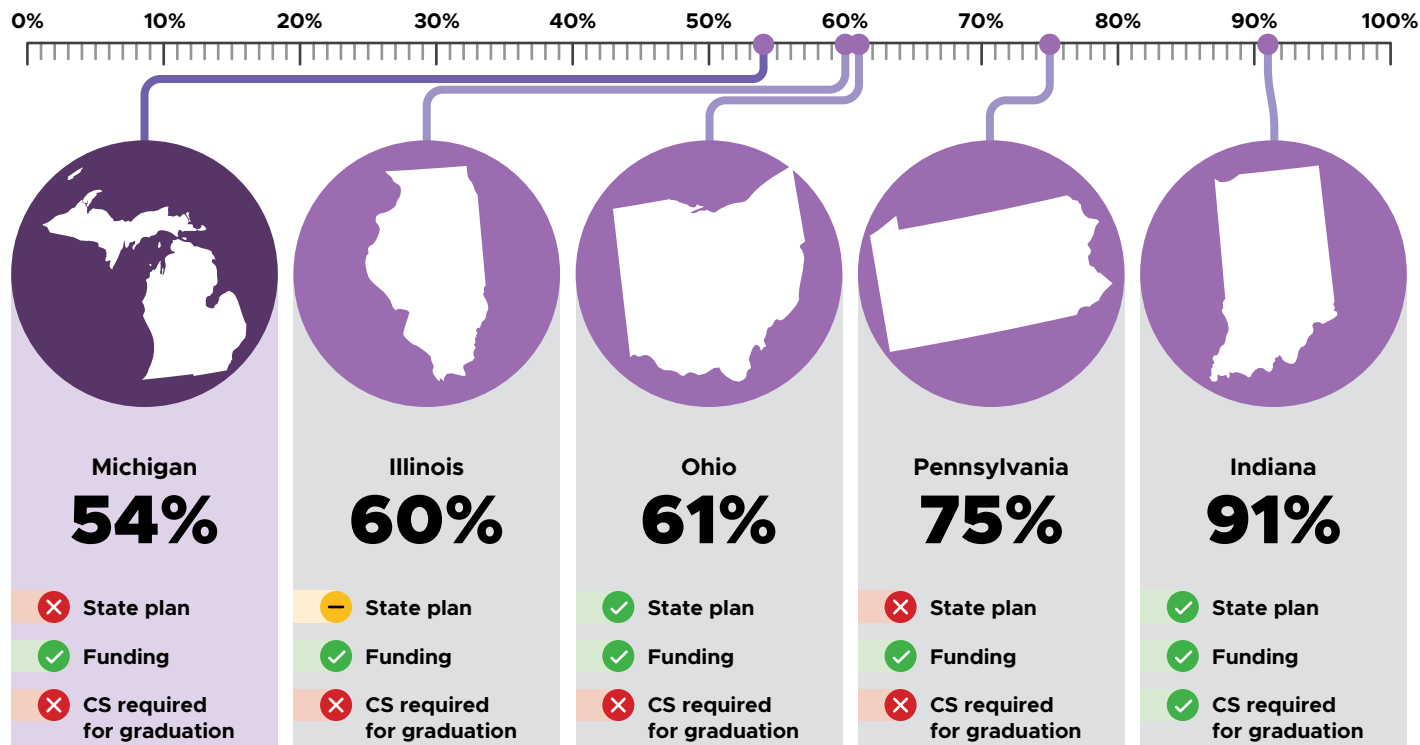 0% 10% 20% 30% 40% 50% 60% 70% 80% 90% 100%
Michigan
54%
State plan
Funding
CS required
for graduation
Illinois
60%
State plan
Funding
CS required
for graduation
Ohio
61%
State plan
Funding
CS required
for graduation
Pennsylvania
75%
State plan
Funding
CS required
for graduation
Indiana
91%
State plan
Funding
CS required
for graduation